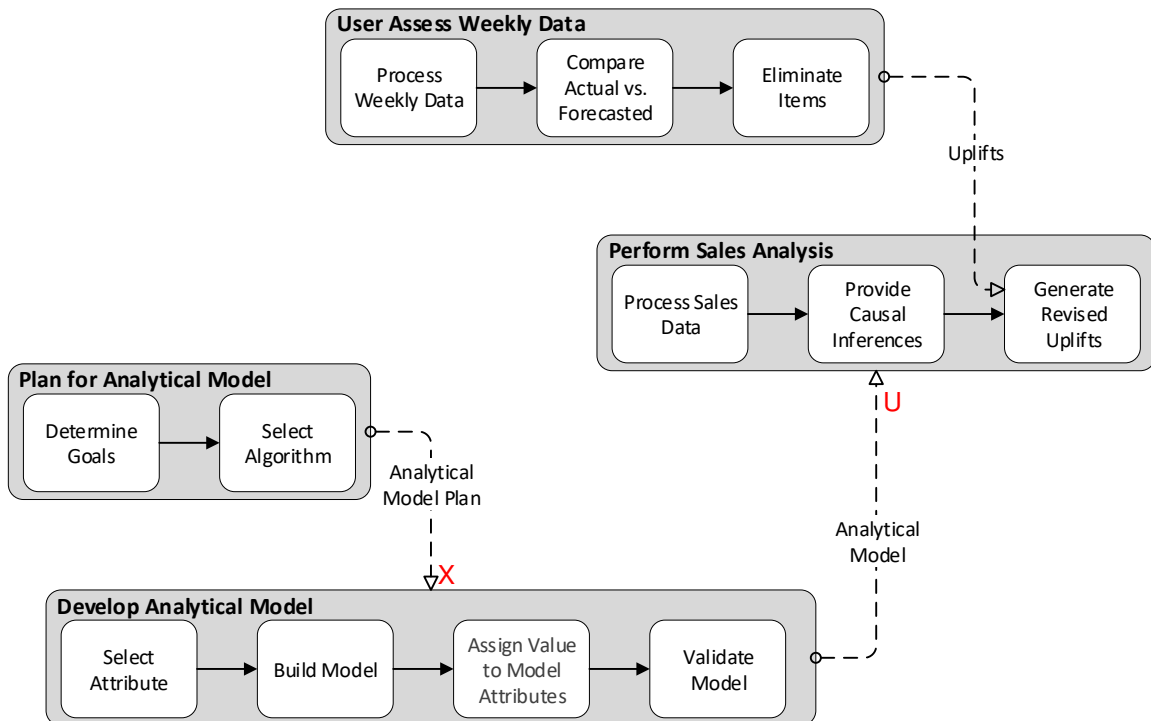 User Assess Weekly Data
Process
Weekly Data
Compare
Actual vs.
Forecasted
Eliminate
Items
Uplifts
Perform Sales Analysis
Process Sales
Data
Provide
Causal
Inferences
Generate
Revised
Uplifts
Plan for Analytical Model
Determine
Goals
Select
Algorithm
U
Analytical
Model Plan
Analytical
Model
X
Develop Analytical Model
Select
Attribute
Build Model
Assign Value
to Model
Attributes
Validate
Model